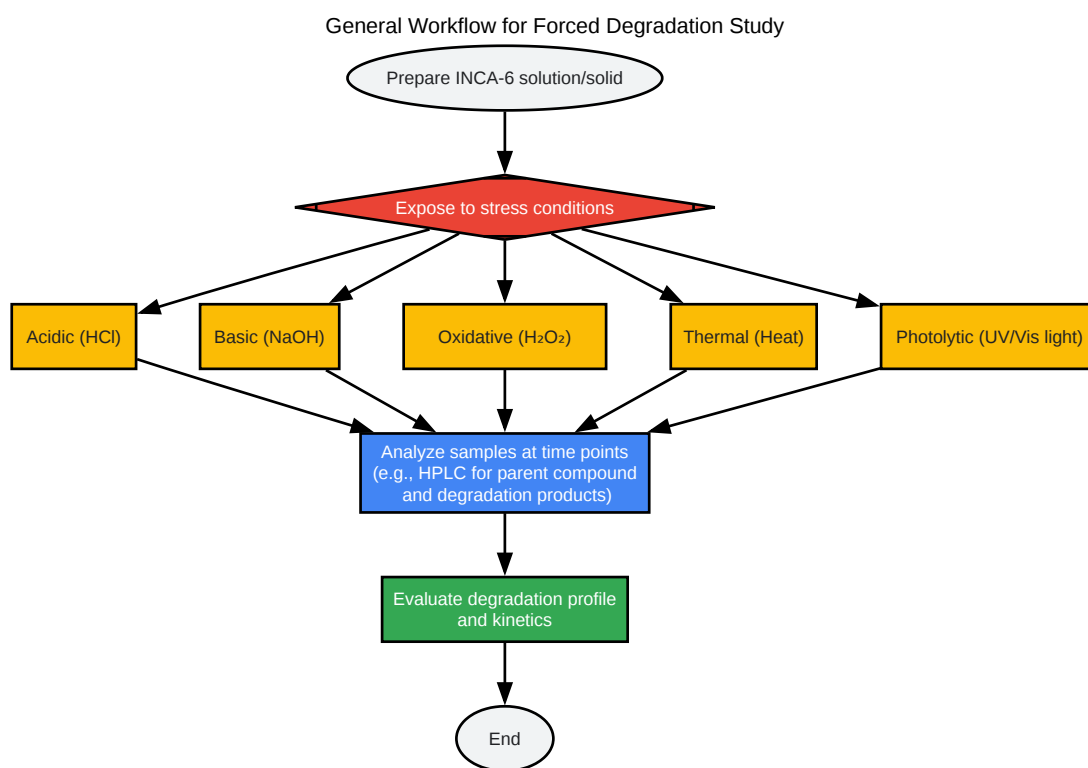 General Workflow for Forced Degradation Study
Prepare INCA-6 solution/solid
Expose to stress conditions
Acidic (HCl)
Basic (NaOH)
Oxidative (H₂O₂)
Thermal (Heat)
Photolytic (UV/Vis light)
Analyze samples at time points
(e.g., HPLC for parent compound
and degradation products)
Evaluate degradation profile
and kinetics
End